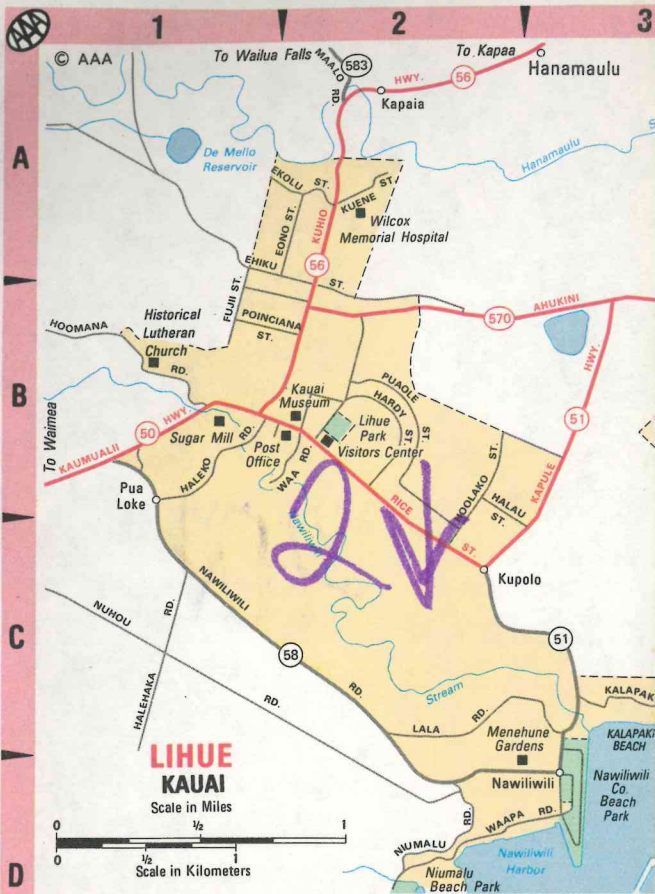 AAA
1
2
3
© AAA
To Wailua Falls
MAALO RD.
583
To Kapaa
HWY.
56
Hanamaulu
Kapaia
A
De Mello
Reservoir
Hanamaulu
S
EKOLU ST.
KUENE ST.
EONO ST.
KUHIO
Wilcox
Memorial Hospital
56
EHIKU ST.
FUJII ST.
AHUKINI
570
HOOMANA
RD.
Historical
Lutheran
Church
POINCIANA
ST.
B
PUAOLE
ST.
HARDY
ST.
HWY.
51
KAPULE
Kauai
Museum
Lihue
Park
Visitors Center
To Waimea
KAUMUALII
50
HWY.
Sugar Mill
HALEKO RD.
Post
Office
WAA RD.
HOOLAKO ST.
HALAU
ST.
RICE
ST.
Pua
Loke
2
Kupolo
C
NAWILIWILI
RD.
58
NUHOU
RD.
HALEHAKA
RD.
51
Stream
KALAPAK
LALA RD.
Menehune
Gardens
KALAPAKI
BEACH
LIHUE
KAUAI
Scale in Miles
0 ½ 1
0 ½ 1
Scale in Kilometers
Nawiliwili
Nawiliwili
Co.
Beach
Park
D
RD.
WAAPA RD.
NIUMALU
Nawiliwili
Harbor
Niumalu
Beach Park